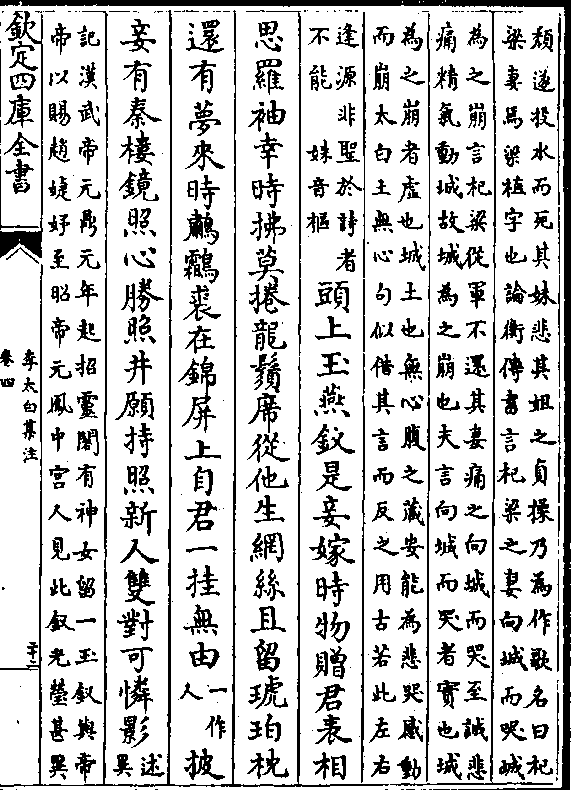 頽遂投水而死其妹悲其姐之貞操乃為作歌名曰杞
梁妻焉梁植字也論衡傳書言杞梁之妻向城而哭城
為之崩言杞梁從軍不還其妻痛之向城而哭至誠悲
痛精氣動城故城為之崩也夫言向城而哭者實也城
為之崩者虛也城土也無心腹之藏安能為悲哭感動
而崩太白土無心句似借其言而反之用古若此左右
逢源非聖於詩者
不能　姝音樞
頭上玉燕釵是妾嫁時物贈君表相
思羅袖幸時拂莫捲龍鬚席從他生網絲且留琥珀枕
還有夢來時鷫鸘裘在錦屏上自君一挂無由一作人披
妾有秦樓鏡照心勝照井願持照新人雙對可憐影述異
記漢武帝元鼎元年起招靈閣有神女留一玉釵與帝
帝以賜趙婕妤至昭帝元鳳中宮人見此釵光瑩甚異
欽定四庫全書
李太白集注
卷四